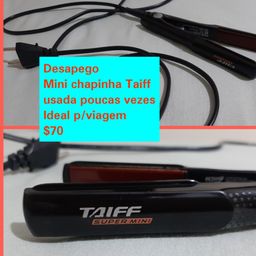 Desapego
Mini chapinha Taiff
usada poucas vezes
Ideal p/viagem
$70
TAIFF
SUPER MINI